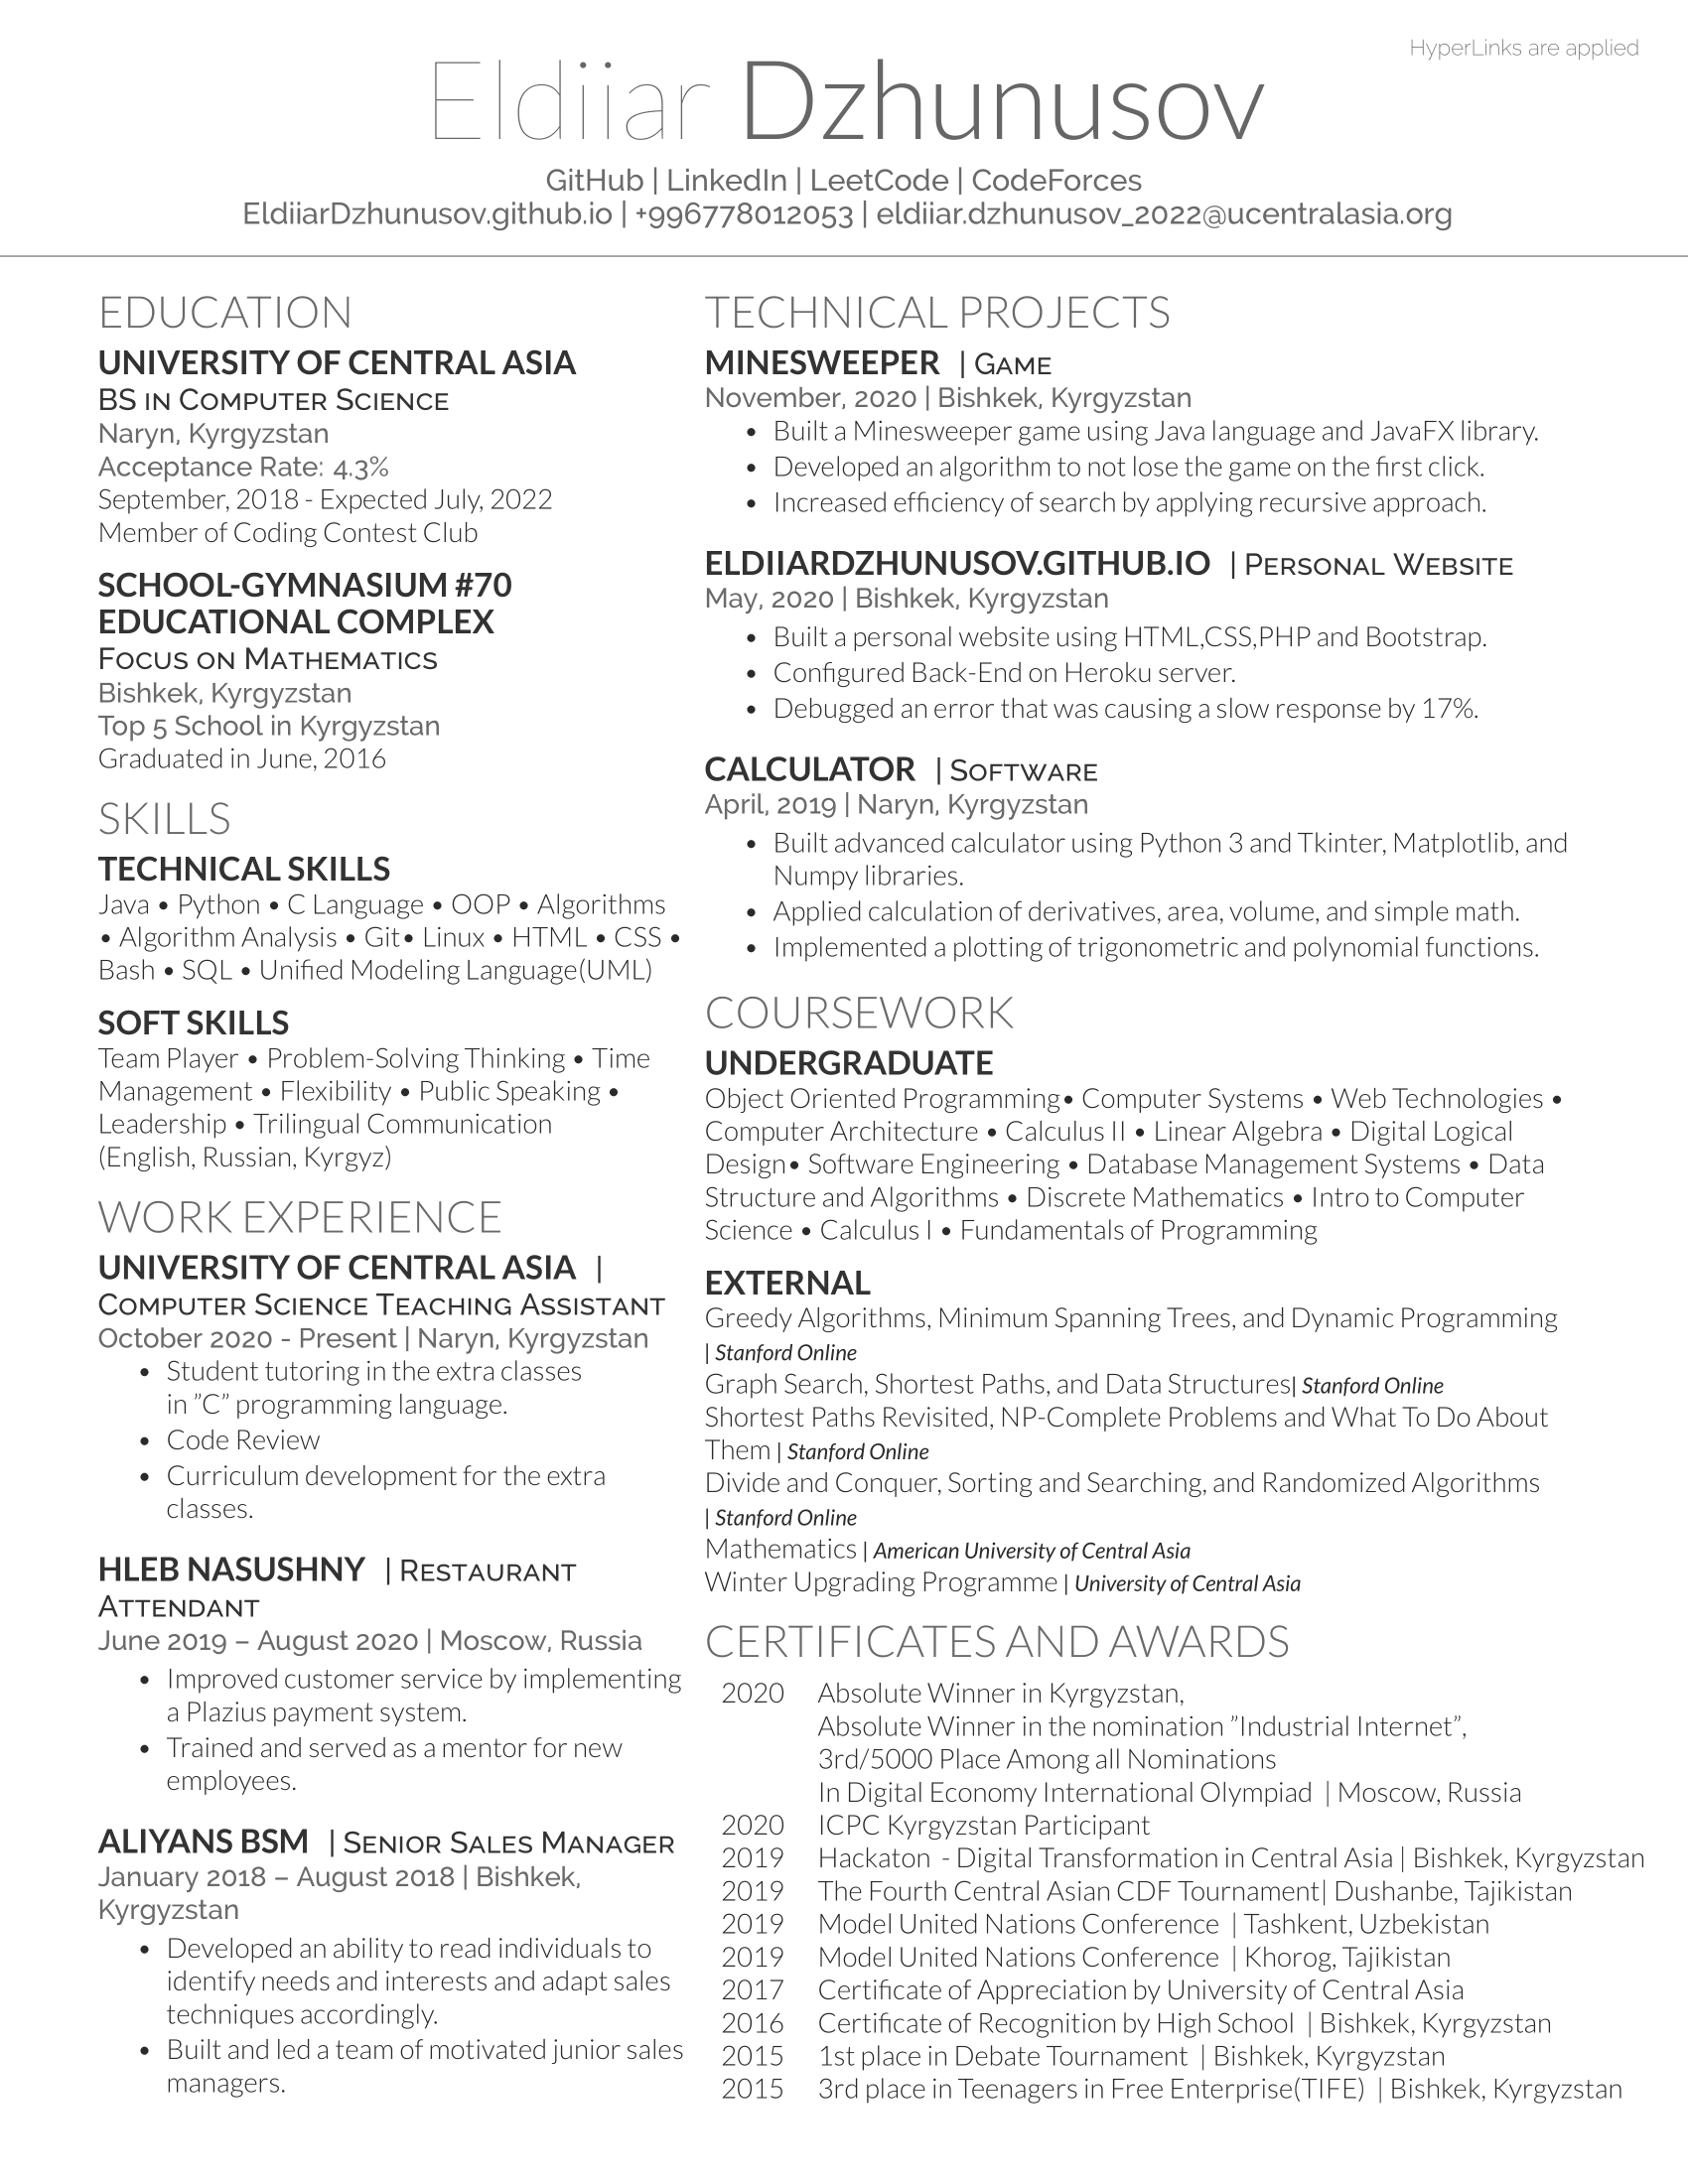 HyperLinks are applied
Eldiiar Dzhunusov
GitHub | LinkedIn | LeetCode | CodeForces
EldiiarDzhunusov.github.io | +996778012053 | eldiiar.dzhunusov_2022@ucentralasia.org
EDUCATION
UNIVERSITY OF CENTRAL ASIA
BS in Computer Science
Naryn, Kyrgyzstan
Acceptance Rate: 4.3%
September, 2018 - Expected July, 2022
Member of Coding Contest Club
SCHOOL-GYMNASIUM #70
EDUCATIONAL COMPLEX
Focus on Mathematics
Bishkek, Kyrgyzstan
Top 5 School in Kyrgyzstan
Graduated in June, 2016
SKILLS
TECHNICAL SKILLS
Java • Python • C Language • OOP • Algorithms
• Algorithm Analysis • Git• Linux • HTML • CSS •
Bash • SQL • Unified Modeling Language(UML)
SOFT SKILLS
Team Player • Problem-Solving Thinking • Time
Management • Flexibility • Public Speaking •
Leadership • Trilingual Communication
(English, Russian, Kyrgyz)
WORK EXPERIENCE
UNIVERSITY OF CENTRAL ASIA |
Computer Science Teaching Assistant
October 2020 - Present | Naryn, Kyrgyzstan
• Student tutoring in the extra classes
in ”C” programming language.
• Code Review
• Curriculum development for the extra
classes.
HLEB NASUSHNY | Restaurant
Attendant
June 2019 – August 2020 | Moscow, Russia
• Improved customer service by implementing
a Plazius payment system.
• Trained and served as a mentor for new
employees.
ALIYANS BSM | Senior Sales Manager
January 2018 – August 2018 | Bishkek,
Kyrgyzstan
• Developed an ability to read individuals to
identify needs and interests and adapt sales
techniques accordingly.
• Built and led a team of motivated junior sales
managers.
TECHNICAL PROJECTS
MINESWEEPER | Game
November, 2020 | Bishkek, Kyrgyzstan
• Built a Minesweeper game using Java language and JavaFX library.
• Developed an algorithm to not lose the game on the first click.
• Increased efficiency of search by applying recursive approach.
ELDIIARDZHUNUSOV.GITHUB.IO | Personal Website
May, 2020 | Bishkek, Kyrgyzstan
• Built a personal website using HTML,CSS,PHP and Bootstrap.
• Configured Back-End on Heroku server.
• Debugged an error that was causing a slow response by 17%.
CALCULATOR | Software
April, 2019 | Naryn, Kyrgyzstan
• Built advanced calculator using Python 3 and Tkinter, Matplotlib, and
Numpy libraries.
• Applied calculation of derivatives, area, volume, and simple math.
• Implemented a plotting of trigonometric and polynomial functions.
COURSEWORK
UNDERGRADUATE
Object Oriented Programming• Computer Systems • Web Technologies •
Computer Architecture • Calculus II • Linear Algebra • Digital Logical
Design• Software Engineering • Database Management Systems • Data
Structure and Algorithms • Discrete Mathematics • Intro to Computer
Science • Calculus I • Fundamentals of Programming
EXTERNAL
Greedy Algorithms, Minimum Spanning Trees, and Dynamic Programming
| Stanford Online
Graph Search, Shortest Paths, and Data Structures| Stanford Online
Shortest Paths Revisited, NP-Complete Problems and What To Do About
Them | Stanford Online
Divide and Conquer, Sorting and Searching, and Randomized Algorithms
| Stanford Online
Mathematics | American University of Central Asia
Winter Upgrading Programme | University of Central Asia
CERTIFICATES AND AWARDS
2020 Absolute Winner in Kyrgyzstan,
Absolute Winner in the nomination ”Industrial Internet”,
3rd/5000 Place Among all Nominations
In Digital Economy International Olympiad | Moscow, Russia
2020 ICPC Kyrgyzstan Participant
2019 Hackaton - Digital Transformation in Central Asia | Bishkek, Kyrgyzstan
2019 The Fourth Central Asian CDF Tournament| Dushanbe, Tajikistan
2019 Model United Nations Conference | Tashkent, Uzbekistan
2019 Model United Nations Conference | Khorog, Tajikistan
2017 Certificate of Appreciation by University of Central Asia
2016 Certificate of Recognition by High School | Bishkek, Kyrgyzstan
2015 1st place in Debate Tournament | Bishkek, Kyrgyzstan
2015 3rd place in Teenagers in Free Enterprise(TIFE) | Bishkek, Kyrgyzstan